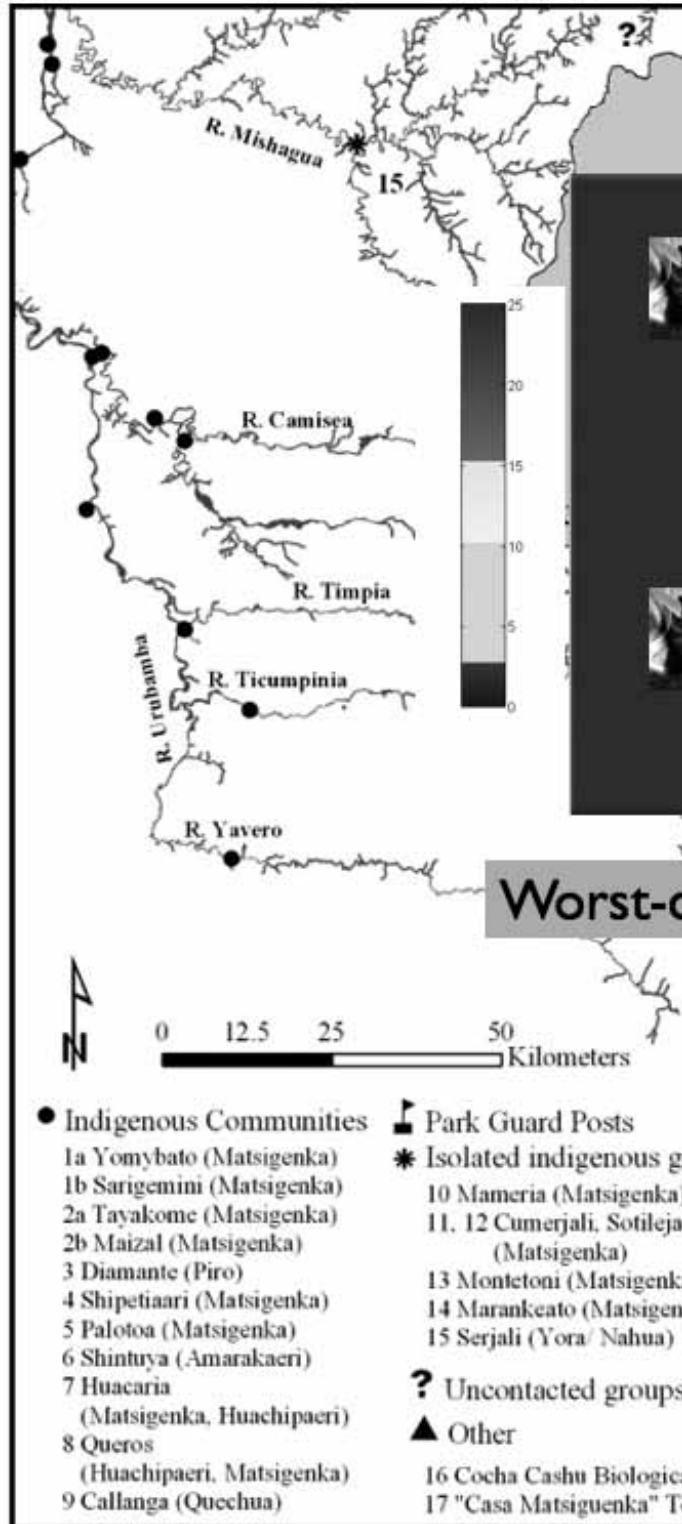 ?
R. Mishagua
15
25
20
R. Camisea
15
10
R. Timpia
5
R. Urubamba
R. Ticumpinia
0
R. Yavero
Worst-c
N
0 12.5 25 50
Kilometers
Indigenous Communities
1a Yomybato (Matsigenka)
1b Sarigemini (Matsigenka)
2a Tayakome (Matsigenka)
2b Maizal (Matsigenka)
3 Diamante (Piro)
4 Shipetiaari (Matsigenka)
5 Palotoa (Matsigenka)
6 Shintuya (Amarakaeri)
7 Huacaria
(Matsigenka, Huachipaeri)
8 Queros
(Huachipaeri, Matsigenka)
9 Callanga (Quechua)
Park Guard Posts
Isolated indigenous g
10 Mameria (Matsigenka)
11, 12 Cumerjali, Sotileja
(Matsigenka)
13 Montetoni (Matsigenk
14 Marankeato (Matsigen
15 Serjali (Yora/ Nahua)
? Uncontacted groups
Other
16 Cocha Cashu Biologica
17 "Casa Matsiguenka" T